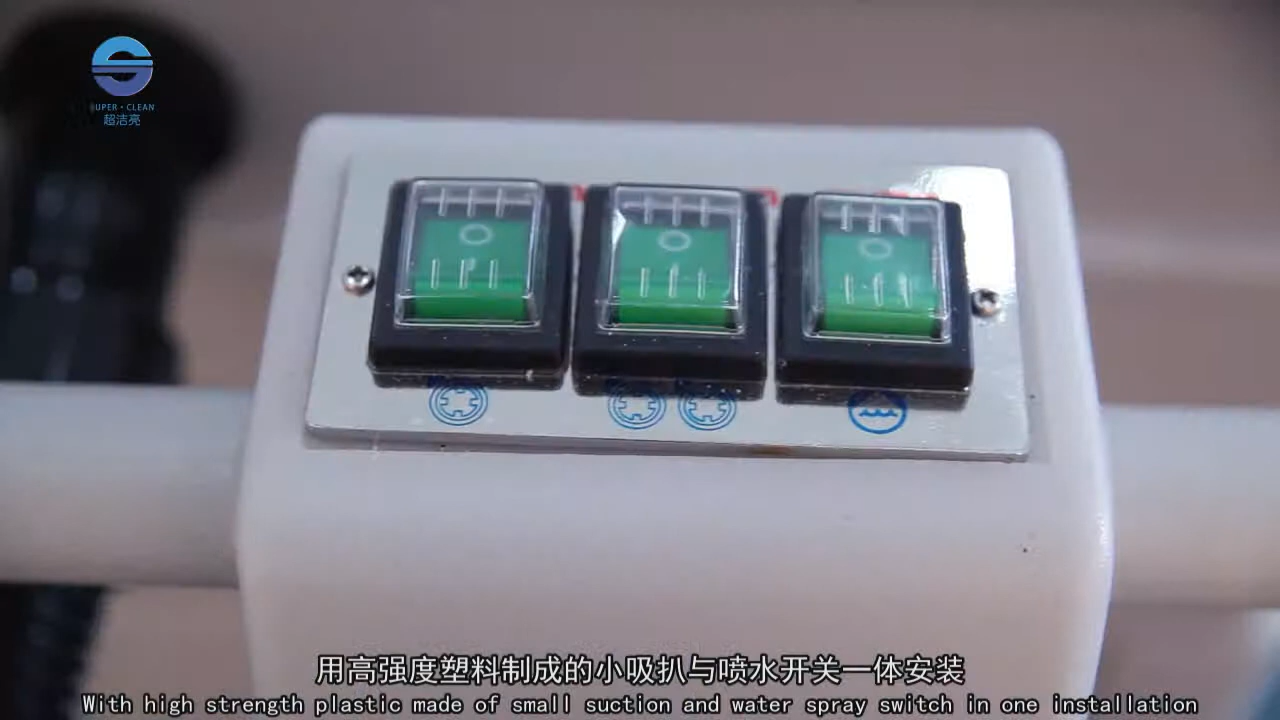 SUPER·CLEAN
超洁亮
用高强度塑料制成的小吸扒与喷水开关一体安装
With high strength plastic made of small suction and water spray switch in one installation